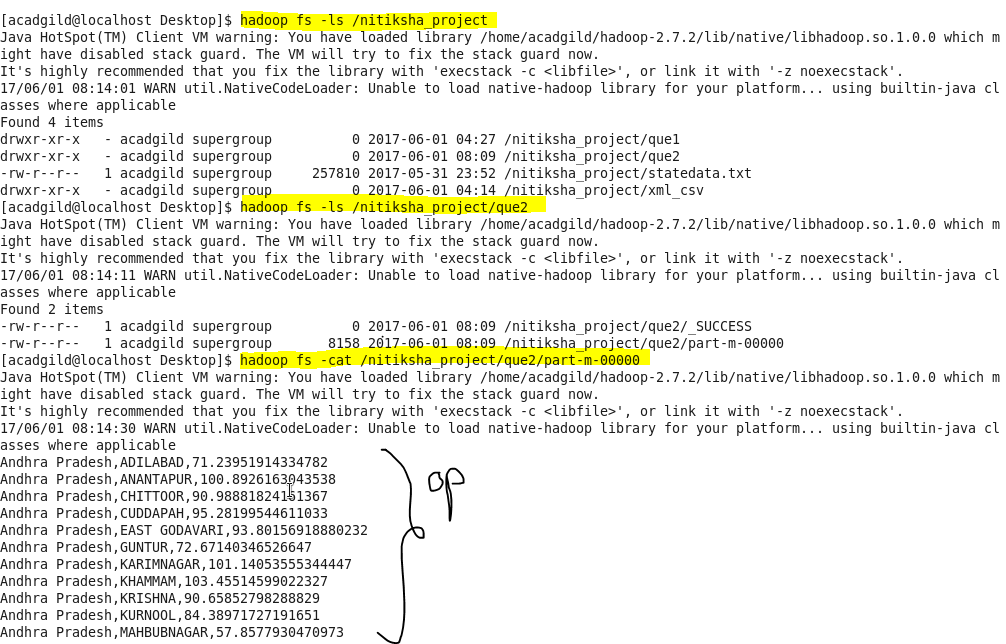 [acadgild@localhost Desktop]$ hadoop fs -ls /nitiksha_project
Java HotSpot(TM) Client VM warning: You have loaded library /home/acadgild/hadoop-2.7.2/lib/native/libhadoop.so.1.0.0 which m
ight have disabled stack guard. The VM will try to fix the stack guard now.
It's highly recommended that you fix the library with 'execstack -c <libfile>', or link it with '-z noexecstack'.
17/06/01 08:14:01 WARN util.NativeCodeLoader: Unable to load native-hadoop library for your platform... using builtin-java cl
asses where applicable
Found 4 items
drwxr-xr-x   - acadgild supergroup          0 2017-06-01 04:27 /nitiksha_project/que1
drwxr-xr-x   - acadgild supergroup          0 2017-06-01 08:09 /nitiksha_project/que2
-rw-r--r--   1 acadgild supergroup     257810 2017-05-31 23:52 /nitiksha_project/statedata.txt
drwxr-xr-x   - acadgild supergroup          0 2017-06-01 04:14 /nitiksha_project/xml_csv
[acadgild@localhost Desktop]$ hadoop fs -ls /nitiksha_project/que2
Java HotSpot(TM) Client VM warning: You have loaded library /home/acadgild/hadoop-2.7.2/lib/native/libhadoop.so.1.0.0 which m
ight have disabled stack guard. The VM will try to fix the stack guard now.
It's highly recommended that you fix the library with 'execstack -c <libfile>', or link it with '-z noexecstack'.
17/06/01 08:14:11 WARN util.NativeCodeLoader: Unable to load native-hadoop library for your platform... using builtin-java cl
asses where applicable
Found 2 items
-rw-r--r--   1 acadgild supergroup          0 2017-06-01 08:09 /nitiksha_project/que2/_SUCCESS
-rw-r--r--   1 acadgild supergroup       8158 2017-06-01 08:09 /nitiksha_project/que2/part-m-00000
[acadgild@localhost Desktop]$ hadoop fs -cat /nitiksha_project/que2/part-m-00000
Java HotSpot(TM) Client VM warning: You have loaded library /home/acadgild/hadoop-2.7.2/lib/native/libhadoop.so.1.0.0 which m
ight have disabled stack guard. The VM will try to fix the stack guard now.
It's highly recommended that you fix the library with 'execstack -c <libfile>', or link it with '-z noexecstack'.
17/06/01 08:14:30 WARN util.NativeCodeLoader: Unable to load native-hadoop library for your platform... using builtin-java cl
asses where applicable
Andhra Pradesh,ADILABAD,71.23951914334782
Andhra Pradesh,ANANTAPUR,100.8926163043538
Andhra Pradesh,CHITTOOR,90.98881824151367
Andhra Pradesh,CUDDAPAH,95.28199544611033
Andhra Pradesh,EAST GODAVARI,93.80156918880232
Andhra Pradesh,GUNTUR,72.67140346526647
Andhra Pradesh,KARIMNAGAR,101.14053555344447
Andhra Pradesh,KHAMMAM,103.45514599022327
Andhra Pradesh,KRISHNA,90.65852798288829
Andhra Pradesh,KURNOOL,84.38971727191651
Andhra Pradesh,MAHBUBNAGAR,57.8577930470973
op